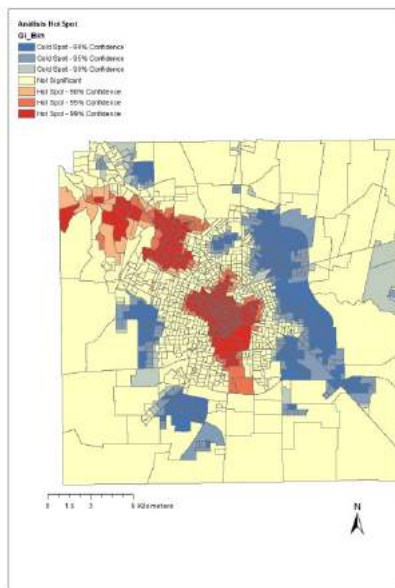 Análisis Hot Spot
Gi_Bin
Cold Spot - 99% Confidence
Cold Spot - 95% Confidence
Cold Spot - 90% Confidence
Not Significant
Hot Spot - 90% Confidence
Hot Spot - 95% Confidence
Hot Spot - 99% Confidence
0 1.5 3 6 Kilometers
N